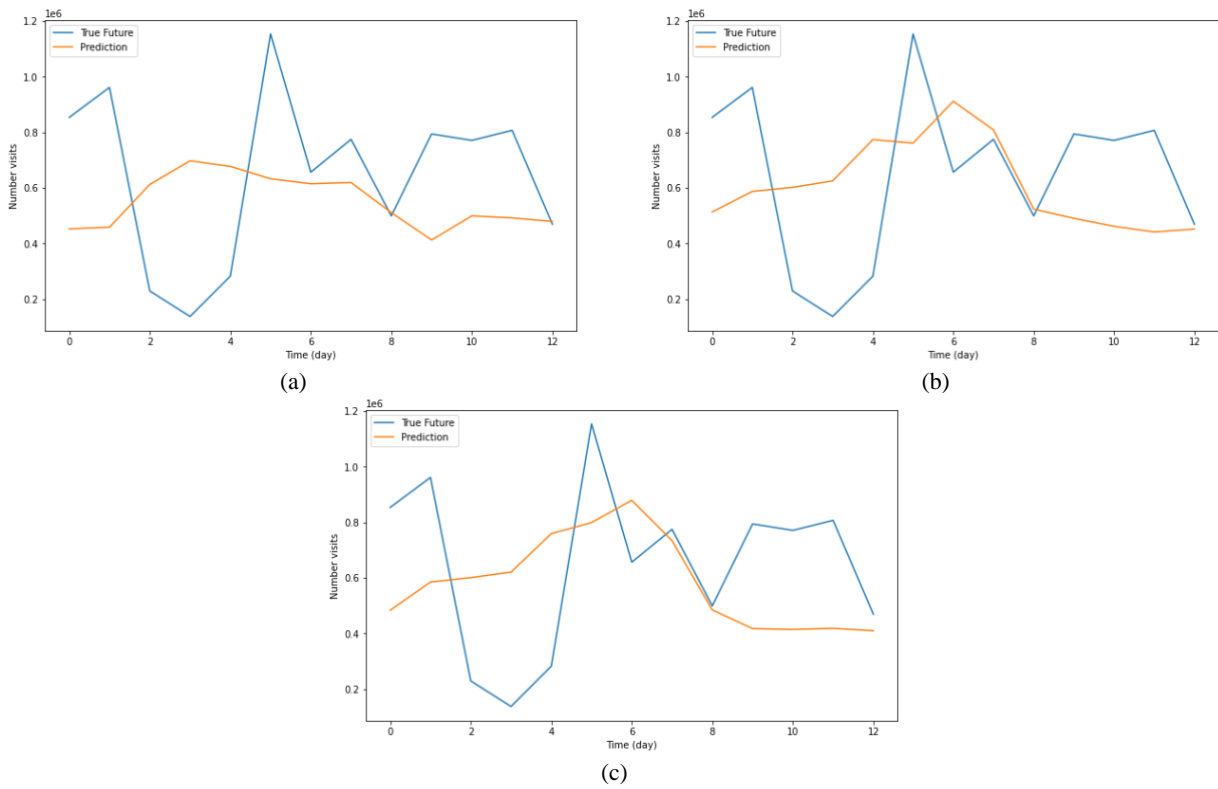 1e6
1.2
1.0
0.8
0.6
0.4
0.2
Number visits
True Future
Prediction
0 2 4 6 8 10 12
Time (day)
(a)
1e6
1.2
1.0
0.8
0.6
0.4
0.2
Number visits
True Future
Prediction
0 2 4 6 8 10 12
Time (day)
(b)
1e6
1.2
1.0
0.8
0.6
0.4
0.2
Number visits
True Future
Prediction
0 2 4 6 8 10 12
Time (day)
(c)